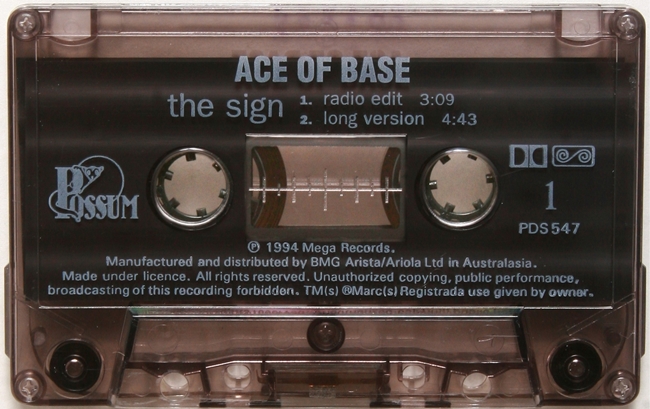 ACE OF BASE
the sign 1. radio edit 3:09
2. long version 4:43
POSSUM
1
PDS 547
℗ 1994 Mega Records.
Manufactured and distributed by BMG Arista/Ariola Ltd in Australasia.
Made under licence. All rights reserved. Unauthorized copying, public performance,
broadcasting of this recording forbidden. TM(s) ®Marc(s) Registrada use given by owner.